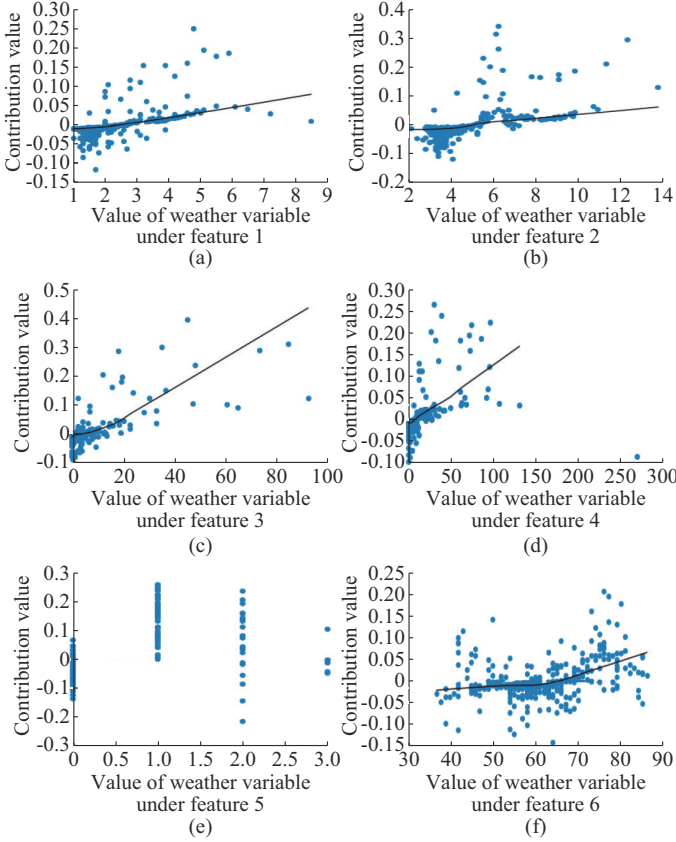 Contribution value
0.30
0.25
0.20
0.15
0.10
0.05
0
-0.05
-0.10
0.15
1 2 3 4 5 6 7 8 9
Value of weather variable
under feature 1
(a)
Contribution value
0.4
0.3
0.2
0.1
0
-0.1
-0.2
2 4 6 8 10 12 14
Value of weather variable
under feature 2
(b)
Contribution value
0.5
0.4
0.3
0.2
0.1
0
-0.1
0 20 40 60 80 100
Value of weather variable
under feature 3
(c)
Contribution value
0.30
0.25
0.20
0.15
0.10
0.05
0
-0.05
-0.10
0 50 100 150 200 250 300
Value of weather variable
under feature 4
(d)
Contribution value
0.3
0.2
0.1
0
-0.1
-0.2
-0.3
0 0.5 1.0 1.5 2.0 2.5 3.0
Value of weather variable
under feature 5
(e)
Contribution value
0.25
0.20
0.15
0.10
0.05
0
-0.05
-0.10
-0.15
30 40 50 60 70 80 90
Value of weather variable
under feature 6
(f)